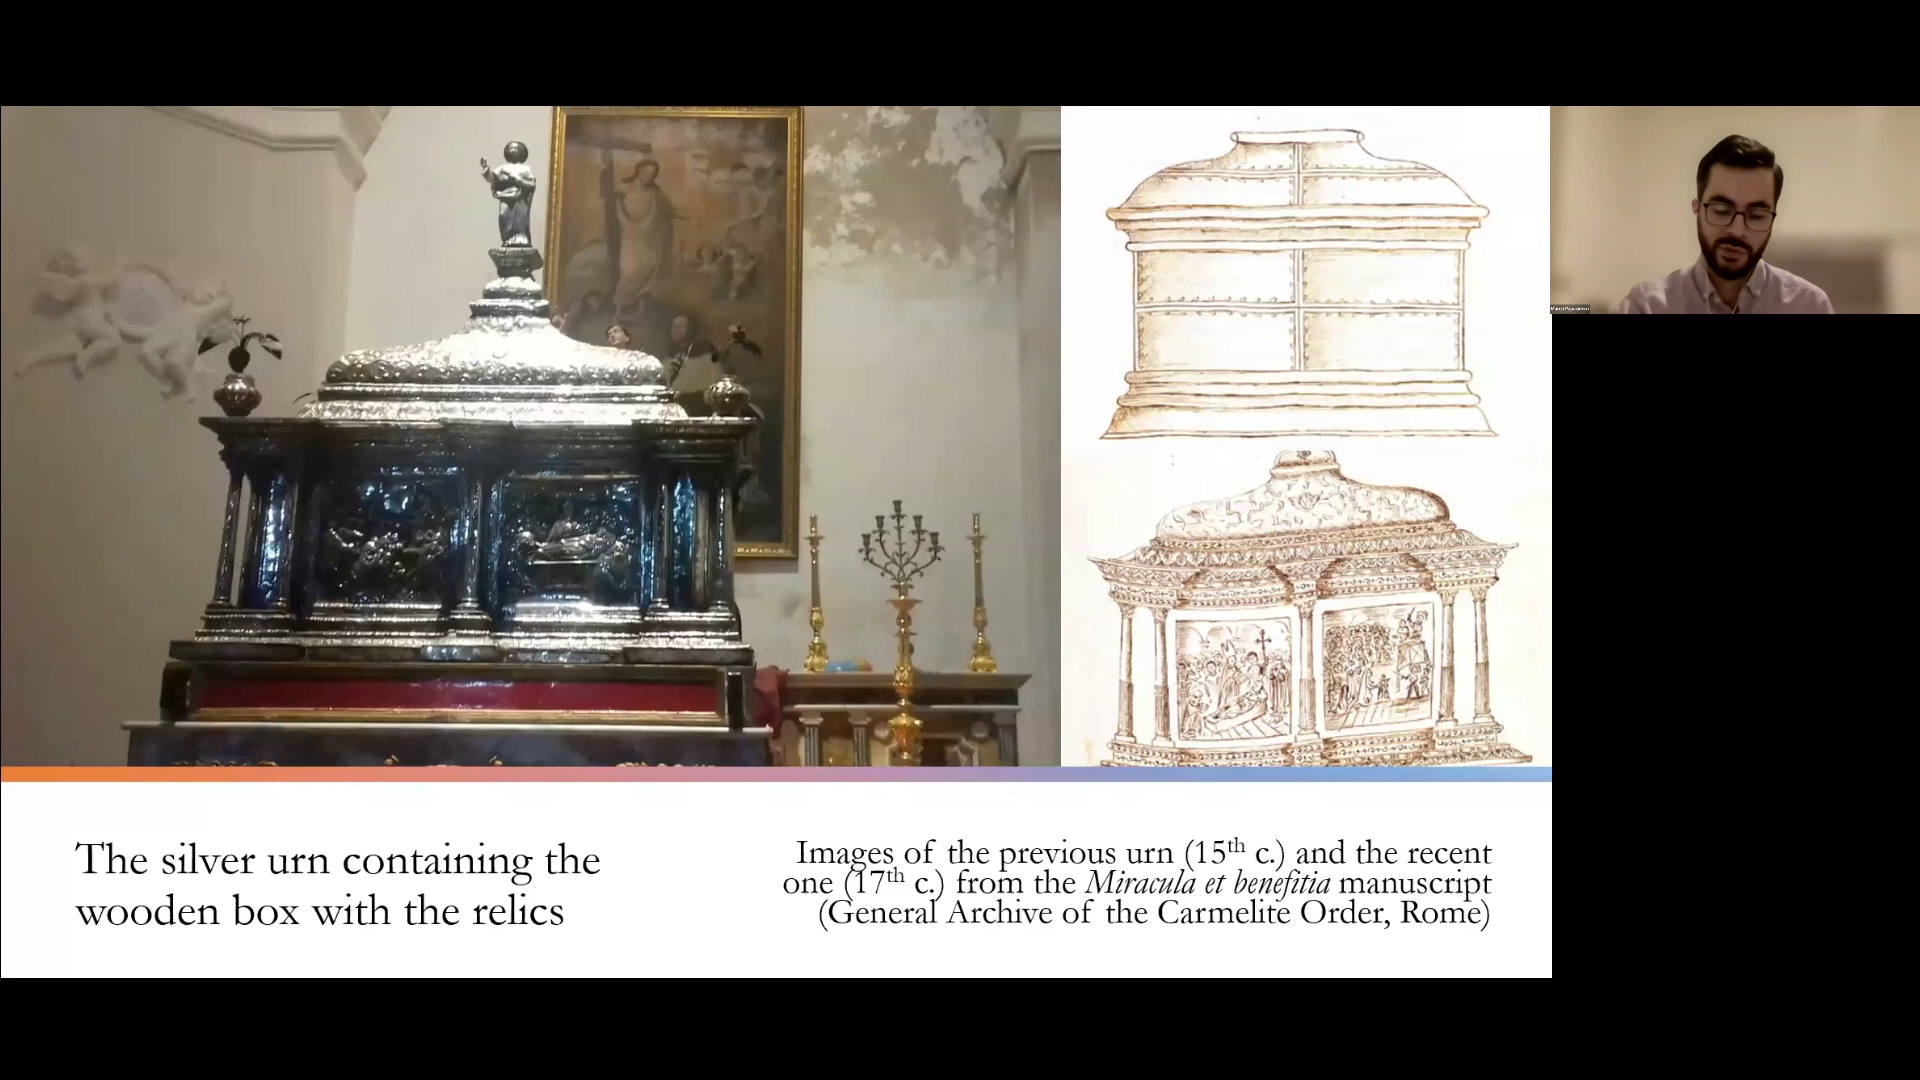 The silver urn containing the
wooden box with the relics
Images of the previous urn (15th c.) and the recent
one (17th c.) from the Miracula et benefitia manuscript
(General Archive of the Carmelite Order, Rome)